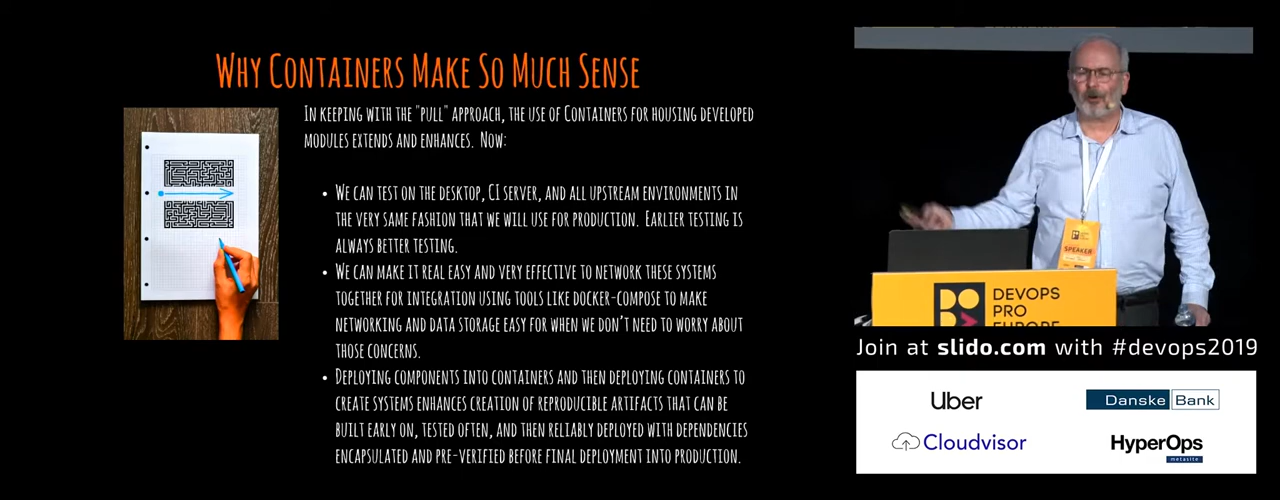 Why Containers Make So Much Sense
In keeping with the "pull" approach, the use of Containers for housing developed
modules extends and enhances. Now:
• We can test on the desktop, CI server, and all upstream environments in
the very same fashion that we will use for production. Earlier testing is
always better testing.
• We can make it real easy and very effective to network these systems
together for integration using tools like docker-compose to make
networking and data storage easy for when we don't need to worry about
those concerns.
• Deploying components into containers and then deploying containers to
create systems enhances creation of reproducible artifacts that can be
built early on, tested often, and then reliably deployed with dependencies
encapsulated and pre-verified before final deployment into production.
SPEAKER
DEVOPS
PRO
EUROPE
Join at slido.com with #devops2019
Uber
Danske Bank
Cloudvisor
HyperOps
metasite